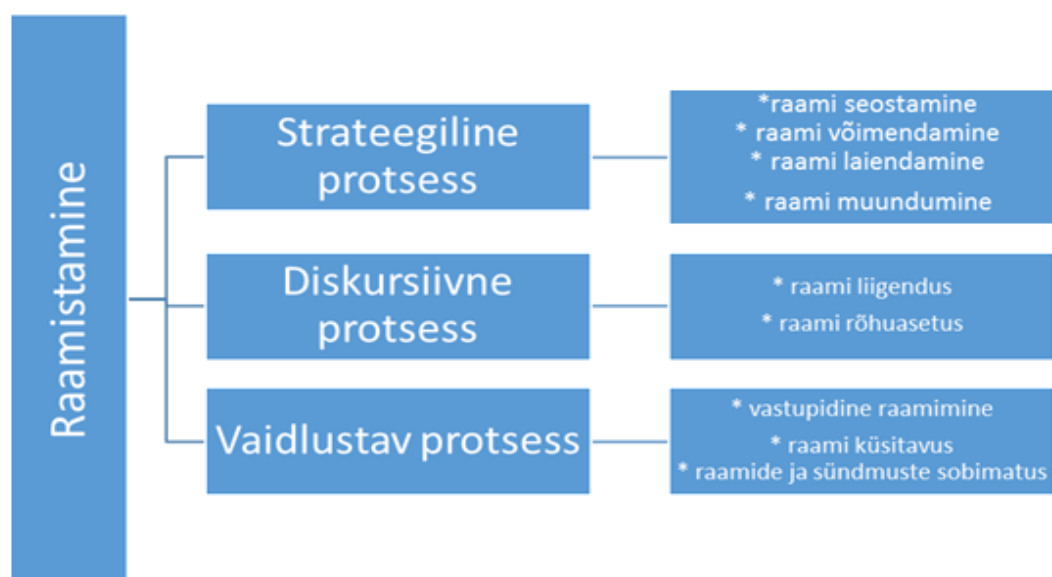 Raamistamine
Strateegiline
protsess
*raami seostamine
* raami võimendamine
* raami laiendamine
* raami muundumine
Diskursiivne
protsess
* raami liigendus
* raami rõhuasetus
Vaidlustav protsess
* vastupidine raamimine
* raami küsitavus
* raamide ja sündmuste sobimatus